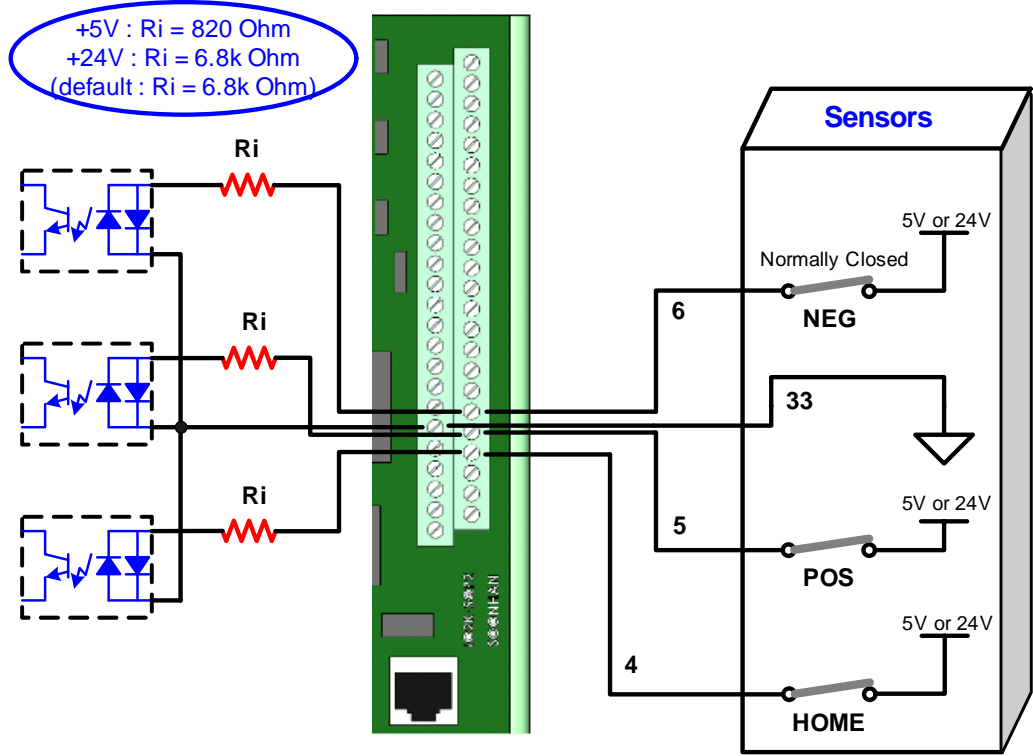 +5V : Ri = 820 Ohm
+24V : Ri = 6.8k Ohm
(default : Ri = 6.8k Ohm)
Ri
Ri
Ri
Sensors
5V or 24V
Normally Closed
NEG
6
33
5V or 24V
5
POS
5V or 24V
4
HOME
SOONHAN